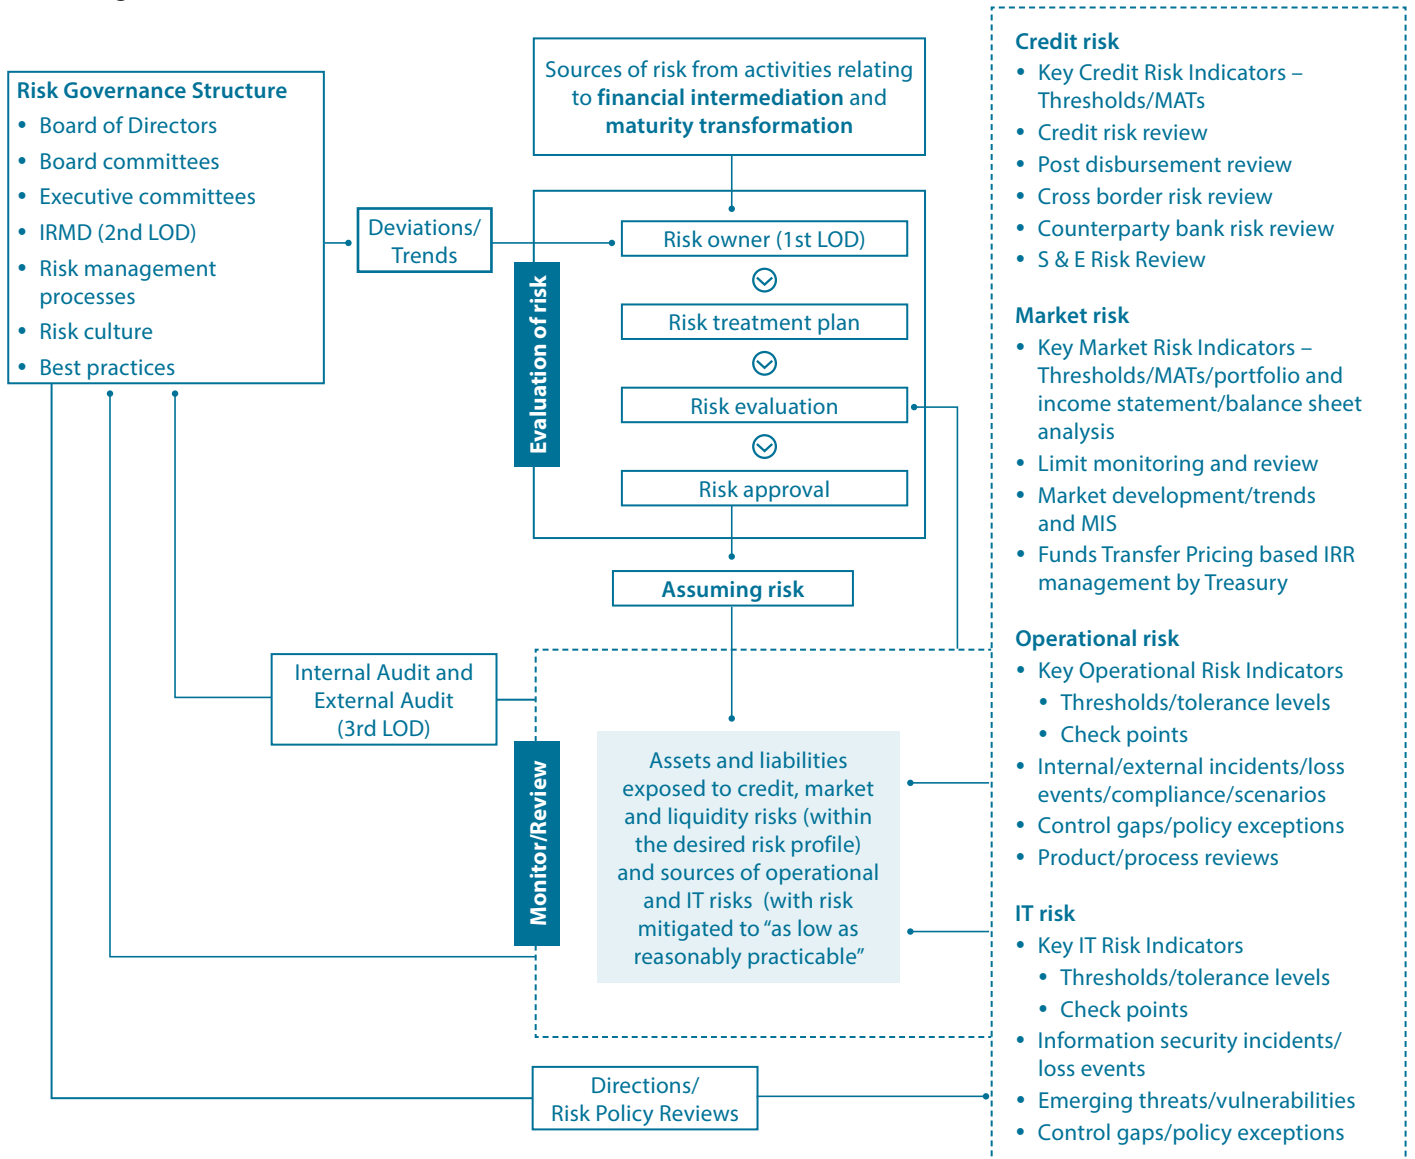 Risk Governance Structure
• Board of Directors
• Board committees
• Executive committees
• IRMD (2nd LOD)
• Risk management
processes
• Risk culture
• Best practices
Deviations/
Trends
Sources of risk from activities relating
to financial intermediation and
maturity transformation
Evaluation of risk
Risk owner (1st LOD)
Risk treatment plan
Risk evaluation
Risk approval
Assuming risk
Internal Audit and
External Audit
(3rd LOD)
Monitor/Review
Assets and liabilities
exposed to credit, market
and liquidity risks (within
the desired risk profile)
and sources of operational
and IT risks (with risk
mitigated to “as low as
reasonably practicable”
Directions/
Risk Policy Reviews
Credit risk
• Key Credit Risk Indicators –
Thresholds/MATs
• Credit risk review
• Post disbursement review
• Cross border risk review
• Counterparty bank risk review
• S & E Risk Review
Market risk
• Key Market Risk Indicators –
Thresholds/MATs/portfolio and
income statement/balance sheet
analysis
• Limit monitoring and review
• Market development/trends
and MIS
• Funds Transfer Pricing based IRR
management by Treasury
Operational risk
• Key Operational Risk Indicators
• Thresholds/tolerance levels
• Check points
• Internal/external incidents/loss
events/compliance/scenarios
• Control gaps/policy exceptions
• Product/process reviews
IT risk
• Key IT Risk Indicators
• Thresholds/tolerance levels
• Check points
• Information security incidents/
loss events
• Emerging threats/vulnerabilities
• Control gaps/policy exceptions